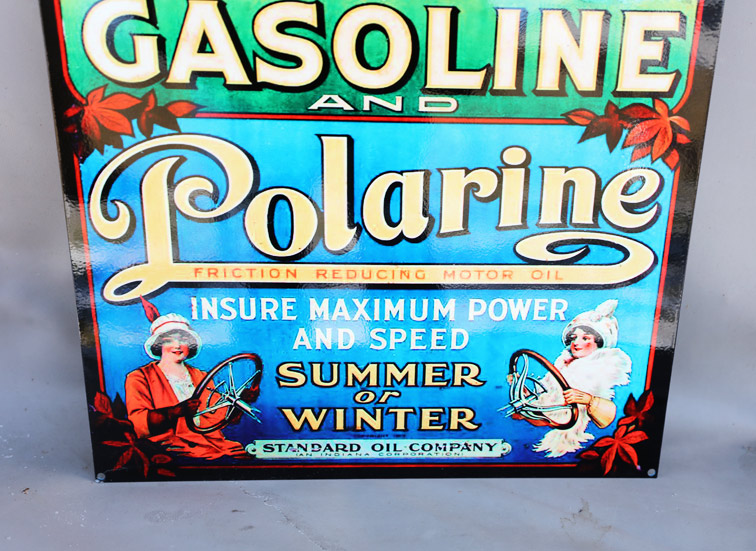 GASOLINE
AND
Polarine
FRICTION REDUCING MOTOR OIL
INSURE MAXIMUM POWER
AND SPEED
SUMMER
or
WINTER
STANDARD OIL COMPANY
(AN INDIANA CORPORATION)